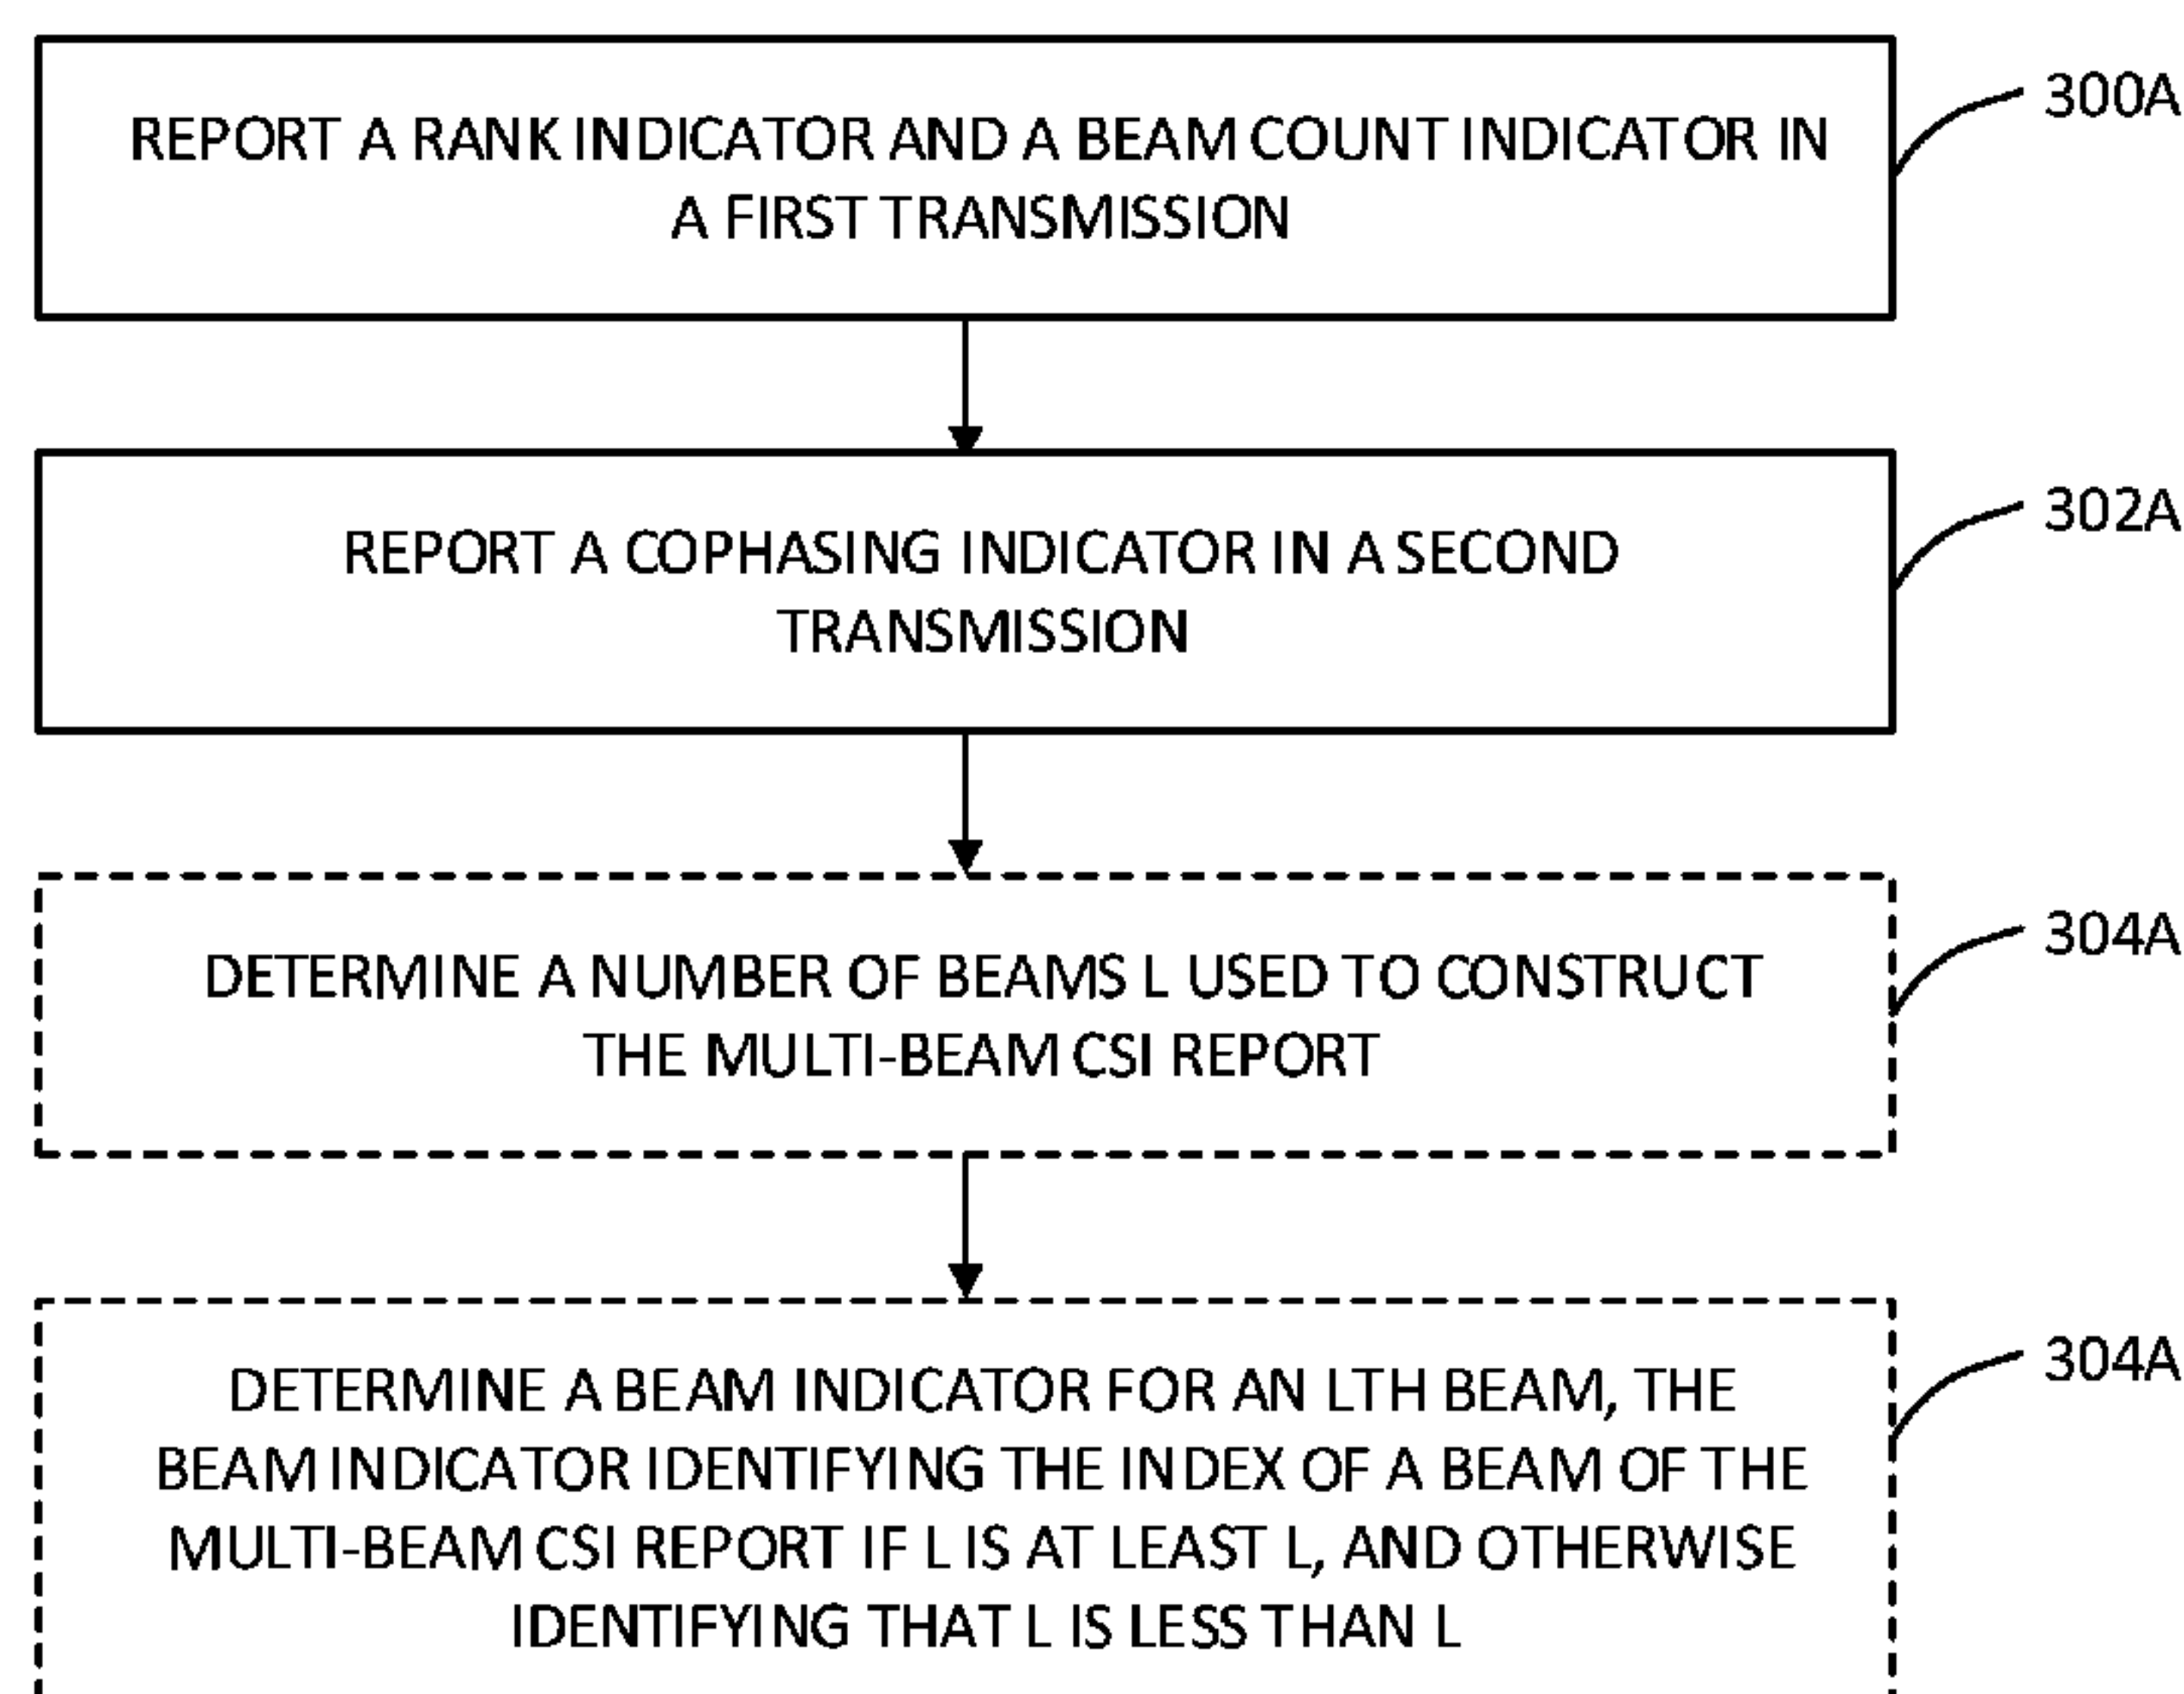 REPORT A RANK INDICATOR AND A BEAM COUNT INDICATOR IN
A FIRST TRANSMISSION
300A
REPORT A COPHASING INDICATOR IN A SECOND
TRANSMISSION
302A
DETERMINE A NUMBER OF BEAMS L USED TO CONSTRUCT
THE MULTI-BEAM CSI REPORT
304A
DETERMINE A BEAM INDICATOR FOR AN LTH BEAM, THE
BEAM INDICATOR IDENTIFYING THE INDEX OF A BEAM OF THE
MULTI-BEAM CSI REPORT IF L IS AT LEAST L, AND OTHERWISE
IDENTIFYING THAT L IS LESS THAN L
304A